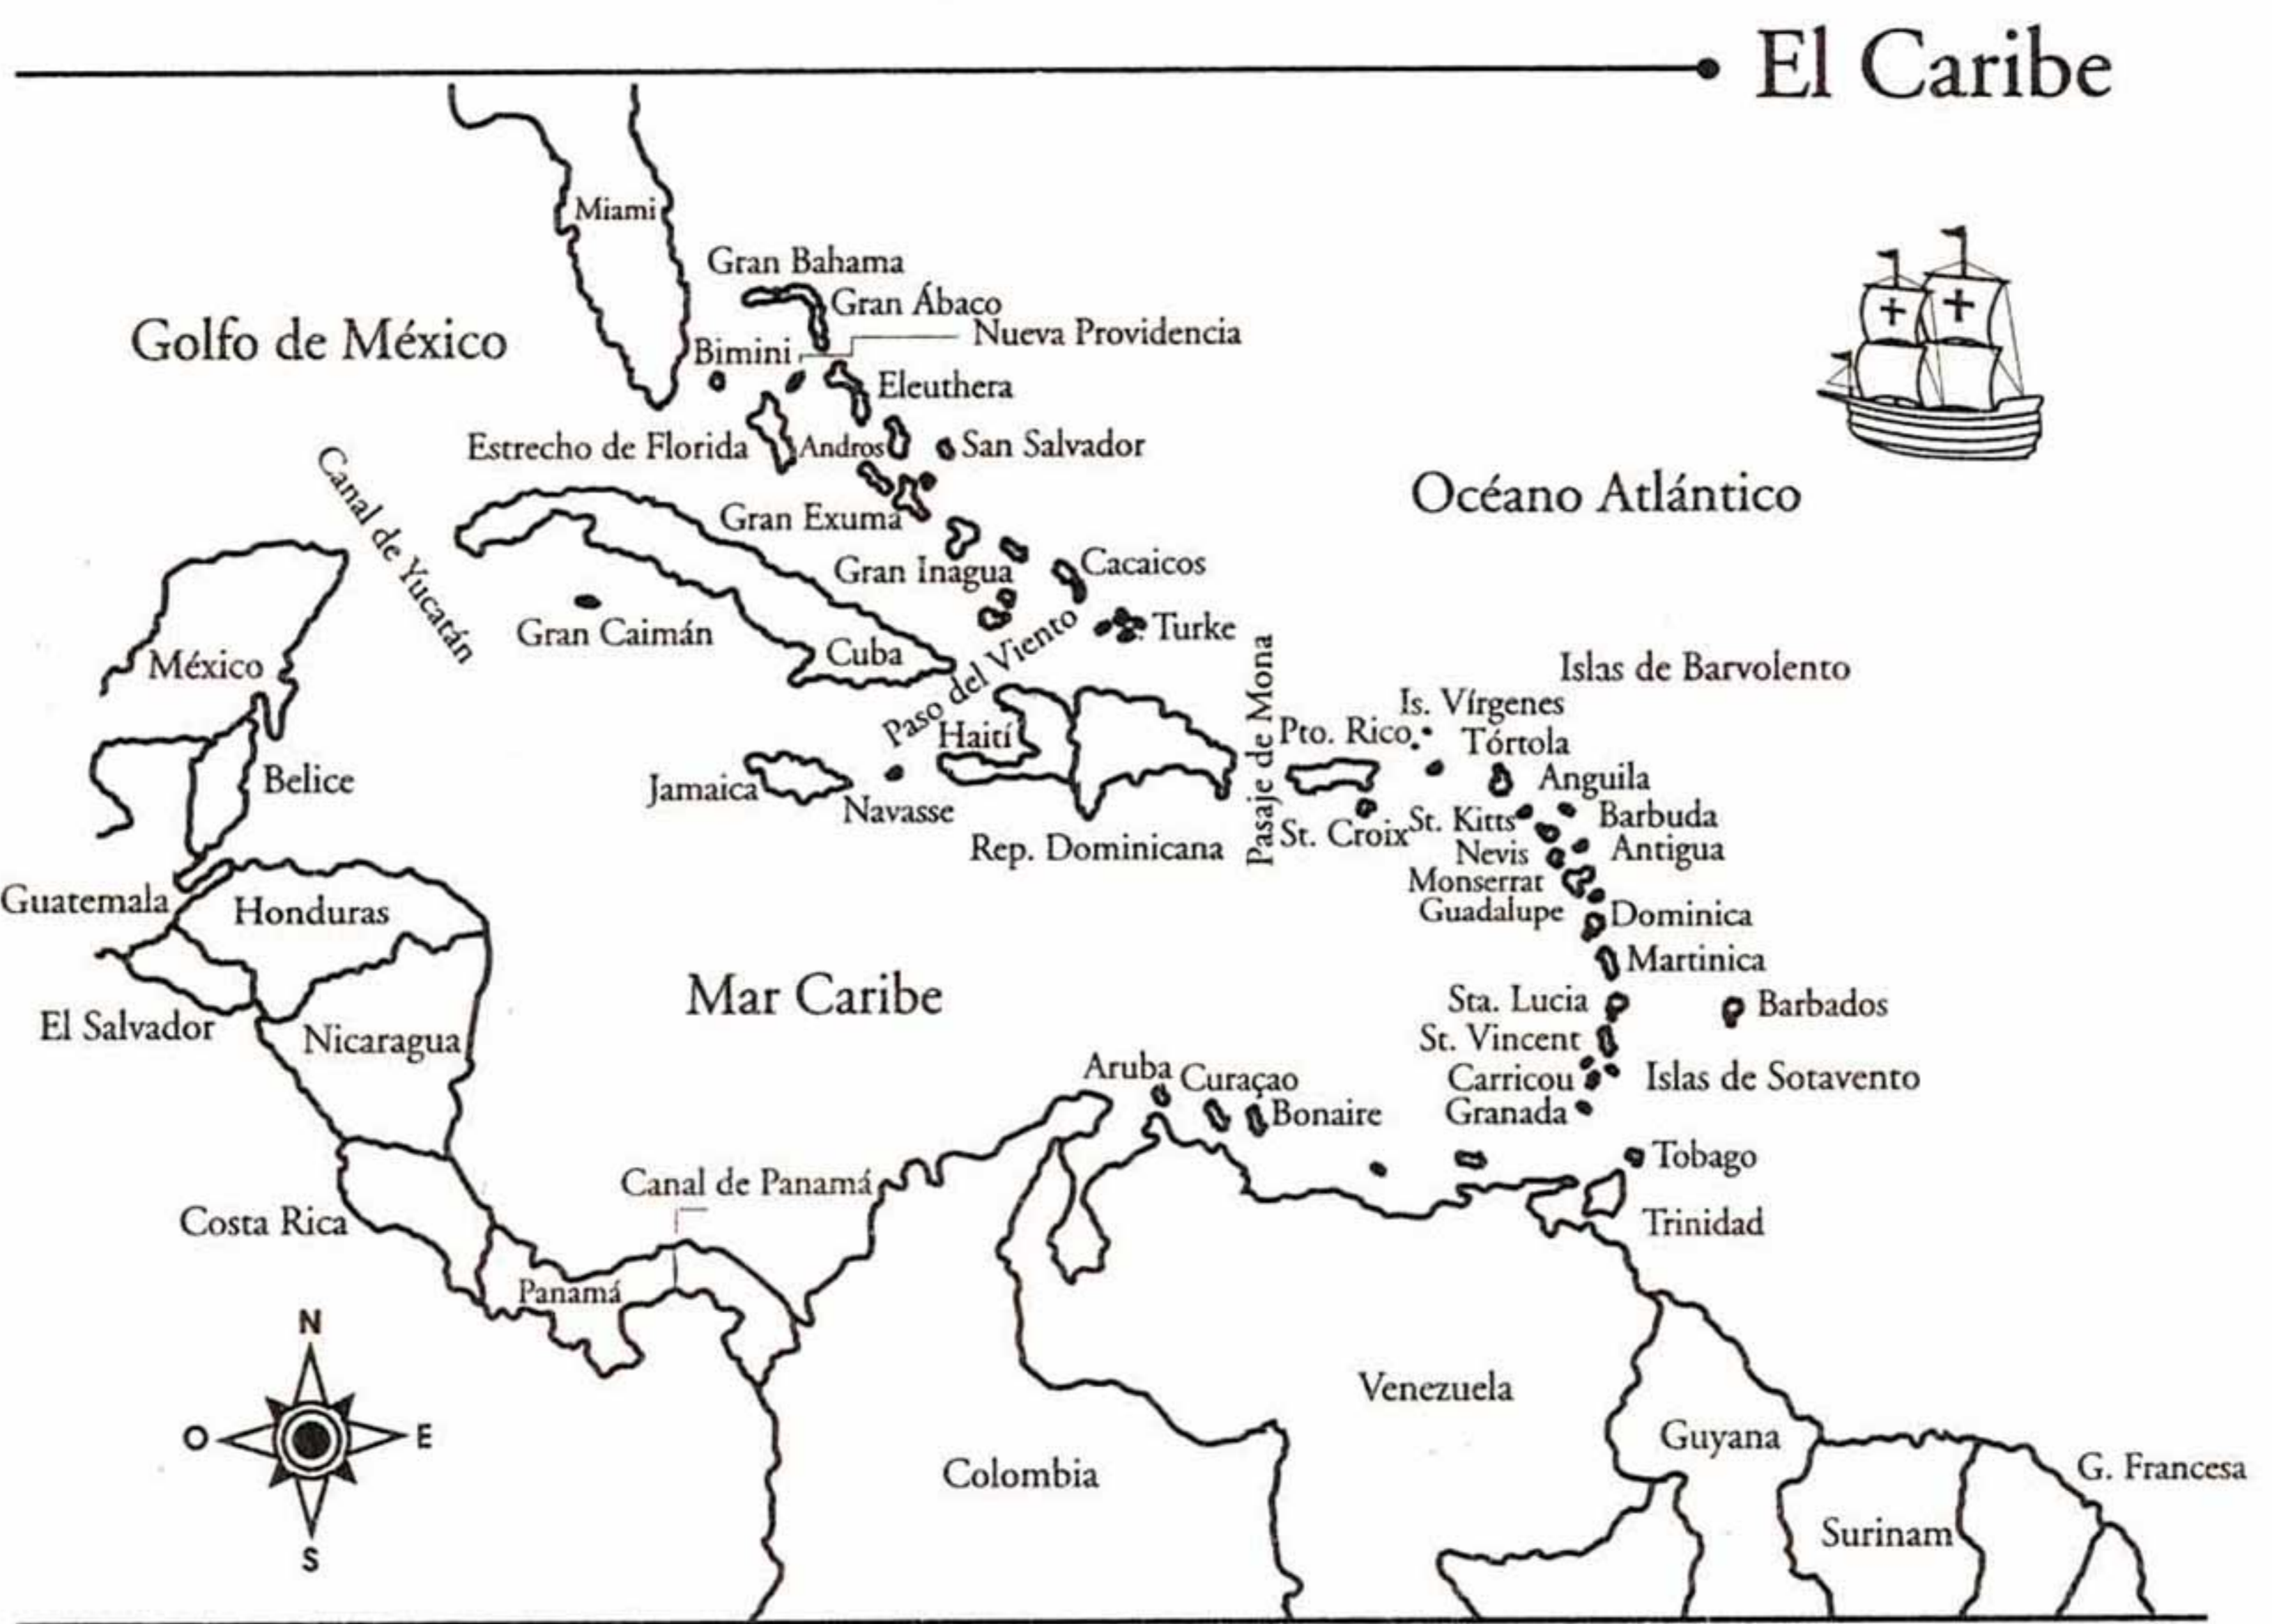 El Caribe
Miami
Gran Bahama
Gran Ábaco
Nueva Providencia
Golfo de México
Bimini
Eleuthera
Estrecho de Florida
Andros
San Salvador
Canal de Yucatán
Océano Atlántico
Gran Exuma
Gran Inagua
Cacaicos
Gran Caimán
Turke
Cuba
México
Paso del Viento
Pasaje de Mona
Islas de Barvolento
Is. Vírgenes
Pto. Rico
Tórtola
Haití
Belice
Jamaica
Navasse
Anguila
Rep. Dominicana
St. Croix
St. Kitts
Barbuda
Nevis
Antigua
Monserrat
Guatemala
Honduras
Guadalupe
Dominica
Martinica
Mar Caribe
Sta. Lucia
Barbados
El Salvador
Nicaragua
St. Vincent
Aruba
Curaçao
Carricou
Islas de Sotavento
Bonaire
Granada
Tobago
Canal de Panamá
Costa Rica
Trinidad
Panamá
N
O
E
S
Venezuela
Guyana
Colombia
G. Francesa
Surinam